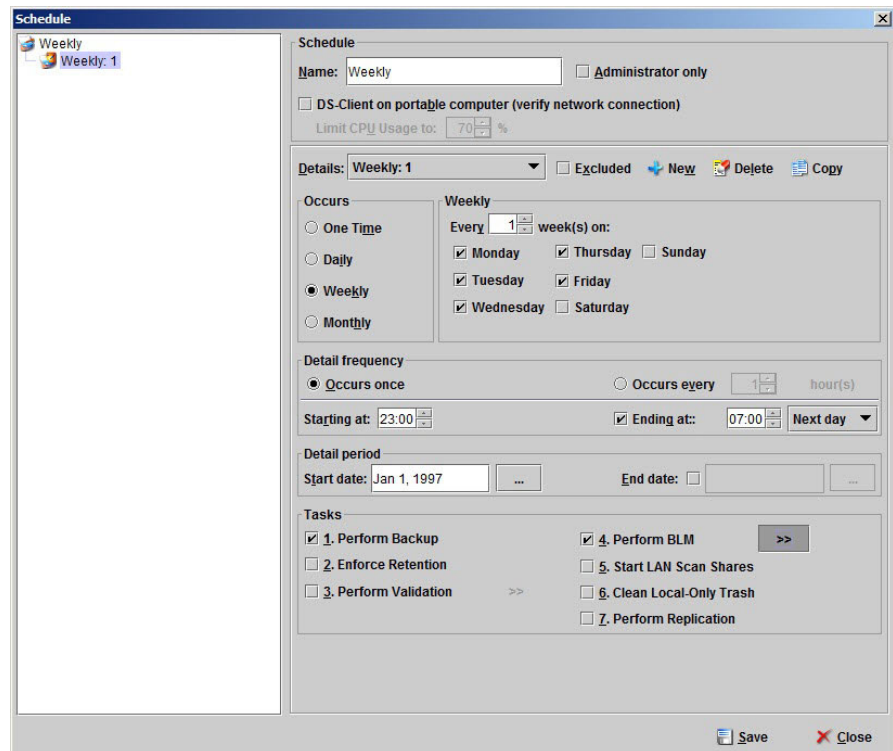 Schedule
Weekly
Weekly: 1
Schedule
Name: Weekly Administrator only
DS-Client on portable computer (verify network connection)
Limit CPU Usage to: 70 %
Details: Weekly: 1 Excluded New Delete Copy
Occurs
One Time
Daily
Weekly
Monthly
Weekly
Every 1 week(s) on:
Monday Thursday Sunday
Tuesday Friday
Wednesday Saturday
Detail frequency
Occurs once Occurs every 1 hour(s)
Starting at: 23:00 Ending at:: 07:00 Next day
Detail period
Start date: Jan 1, 1997 ... End date: ...
Tasks
1. Perform Backup
2. Enforce Retention
3. Perform Validation >>
4. Perform BLM >>
5. Start LAN Scan Shares
6. Clean Local-Only Trash
7. Perform Replication
Save Close